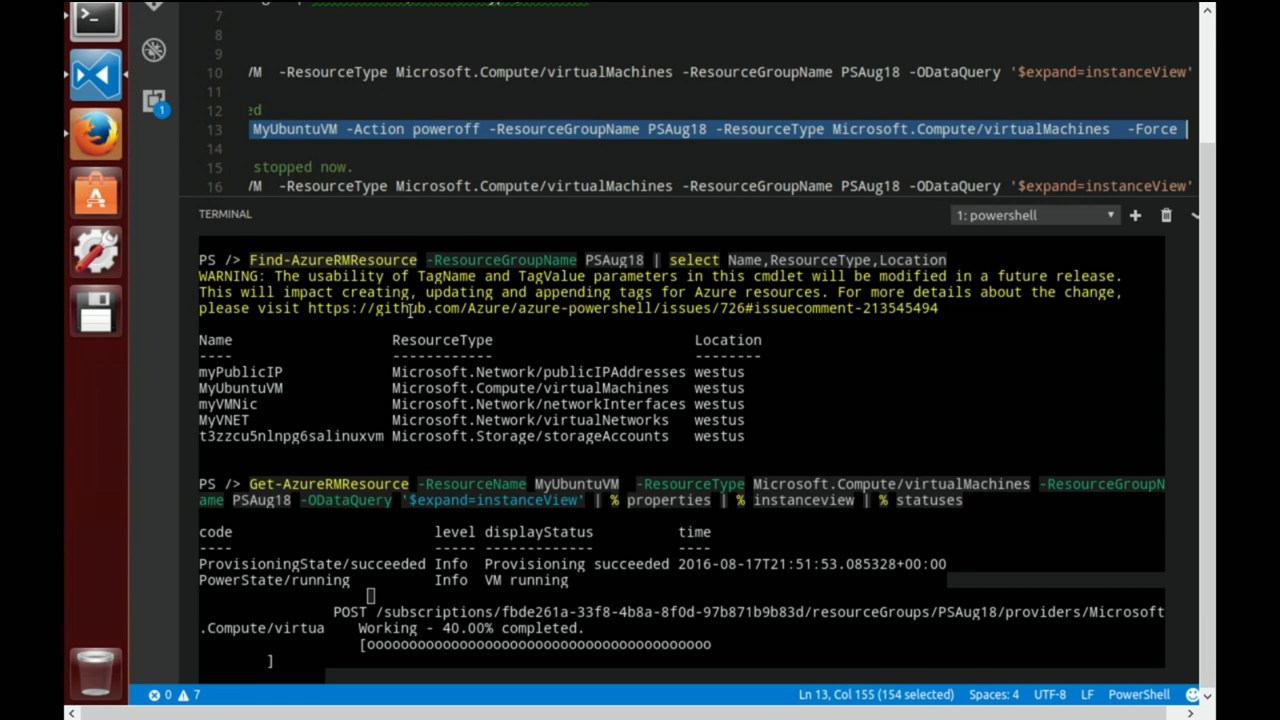 7
8
9
10 /M -ResourceType Microsoft.Compute/virtualMachines -ResourceGroupName PSAug18 -ODataQuery '$expand=instanceView'
11
12 ed
13 MyUbuntuVM -Action poweroff -ResourceGroupName PSAug18 -ResourceType Microsoft.Compute/virtualMachines -Force
14
15 stopped now.
16 /M -ResourceType Microsoft.Compute/virtualMachines -ResourceGroupName PSAug18 -ODataQuery '$expand=instanceView'
1
TERMINAL
1: powershell
PS /> Find-AzureRMResource -ResourceGroupName PSAug18 | select Name,ResourceType,Location
WARNING: The usability of TagName and TagValue parameters in this cmdlet will be modified in a future release.
This will impact creating, updating and appending tags for Azure resources. For more details about the change,
please visit https://github.com/Azure/azure-powershell/issues/726#issuecomment-213545494
Name ResourceType Location
---- ------------ --------
myPublicIP Microsoft.Network/publicIPAddresses westus
MyUbuntuVM Microsoft.Compute/virtualMachines westus
myVMNic Microsoft.Network/networkInterfaces westus
MyVNET Microsoft.Network/virtualNetworks westus
t3zzcu5nlnpg6salinuxvm Microsoft.Storage/storageAccounts westus
PS /> Get-AzureRMResource -ResourceName MyUbuntuVM -ResourceType Microsoft.Compute/virtualMachines -ResourceGroupN
ame PSAug18 -ODataQuery '$expand=instanceView' | % properties | % instanceview | % statuses
code level displayStatus time
---- ----- ------------- ----
ProvisioningState/succeeded Info Provisioning succeeded 2016-08-17T21:51:53.085328+00:00
PowerState/running Info VM running
POST /subscriptions/fbde261a-33f8-4b8a-8f0d-97b871b9b83d/resourceGroups/PSAug18/providers/Microsoft
.Compute/virtua Working - 40.00% completed.
[oooooooooooooooooooooooooooooooooooooooooo
]
0 7 Ln 13, Col 155 (154 selected) Spaces: 4 UTF-8 LF PowerShell